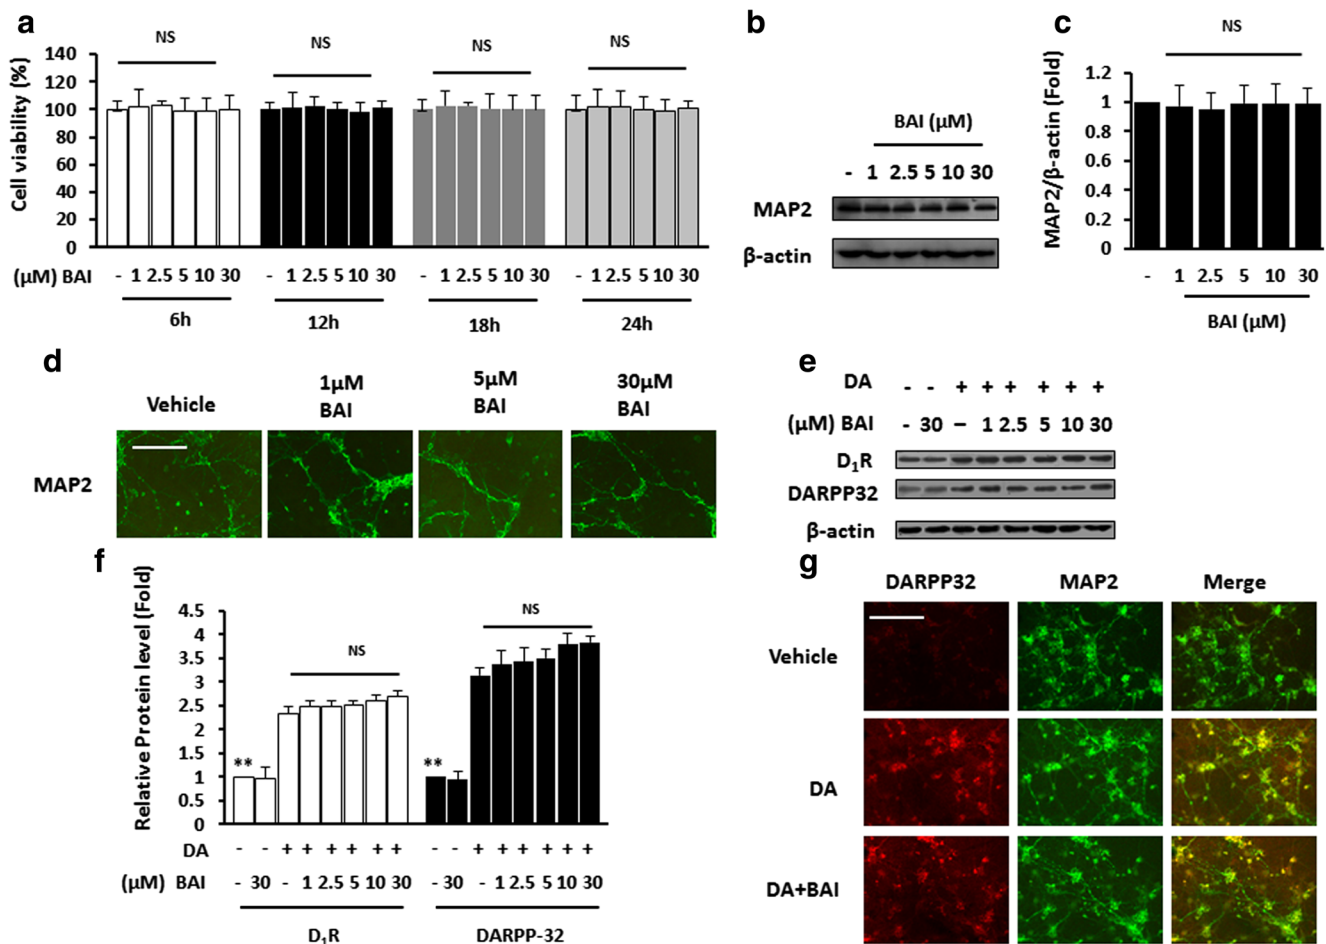 a
NS
NS
NS
NS
Cell viability (%)
140
120
100
80
60
40
20
0
(μM) BAI
- 1 2.5 5 10 30
- 1 2.5 5 10 30
- 1 2.5 5 10 30
- 1 2.5 5 10 30
6h
12h
18h
24h
b
BAI (μM)
- 1 2.5 5 10 30
MAP2
β-actin
c
NS
MAP2/β-actin (Fold)
1.2
1
0.8
0.6
0.4
0.2
0
- 1 2.5 5 10 30
BAI (μM)
d
Vehicle
1μM
BAI
5μM
BAI
30μM
BAI
MAP2
e
DA - - + + + + + +
(μM) BAI - 30 – 1 2.5 5 10 30
D₁R
DARPP32
β-actin
f
Relative Protein level (Fold)
4.5
4
3.5
3
2.5
2
1.5
1
0.5
0
**
NS
**
NS
DA - - + + + + + + - - + + + + + +
(μM) BAI - 30 - 1 2.5 5 10 30 - 30 - 1 2.5 5 10 30
D₁R
DARPP-32
g
DARPP32 MAP2 Merge
Vehicle
DA
DA+BAI